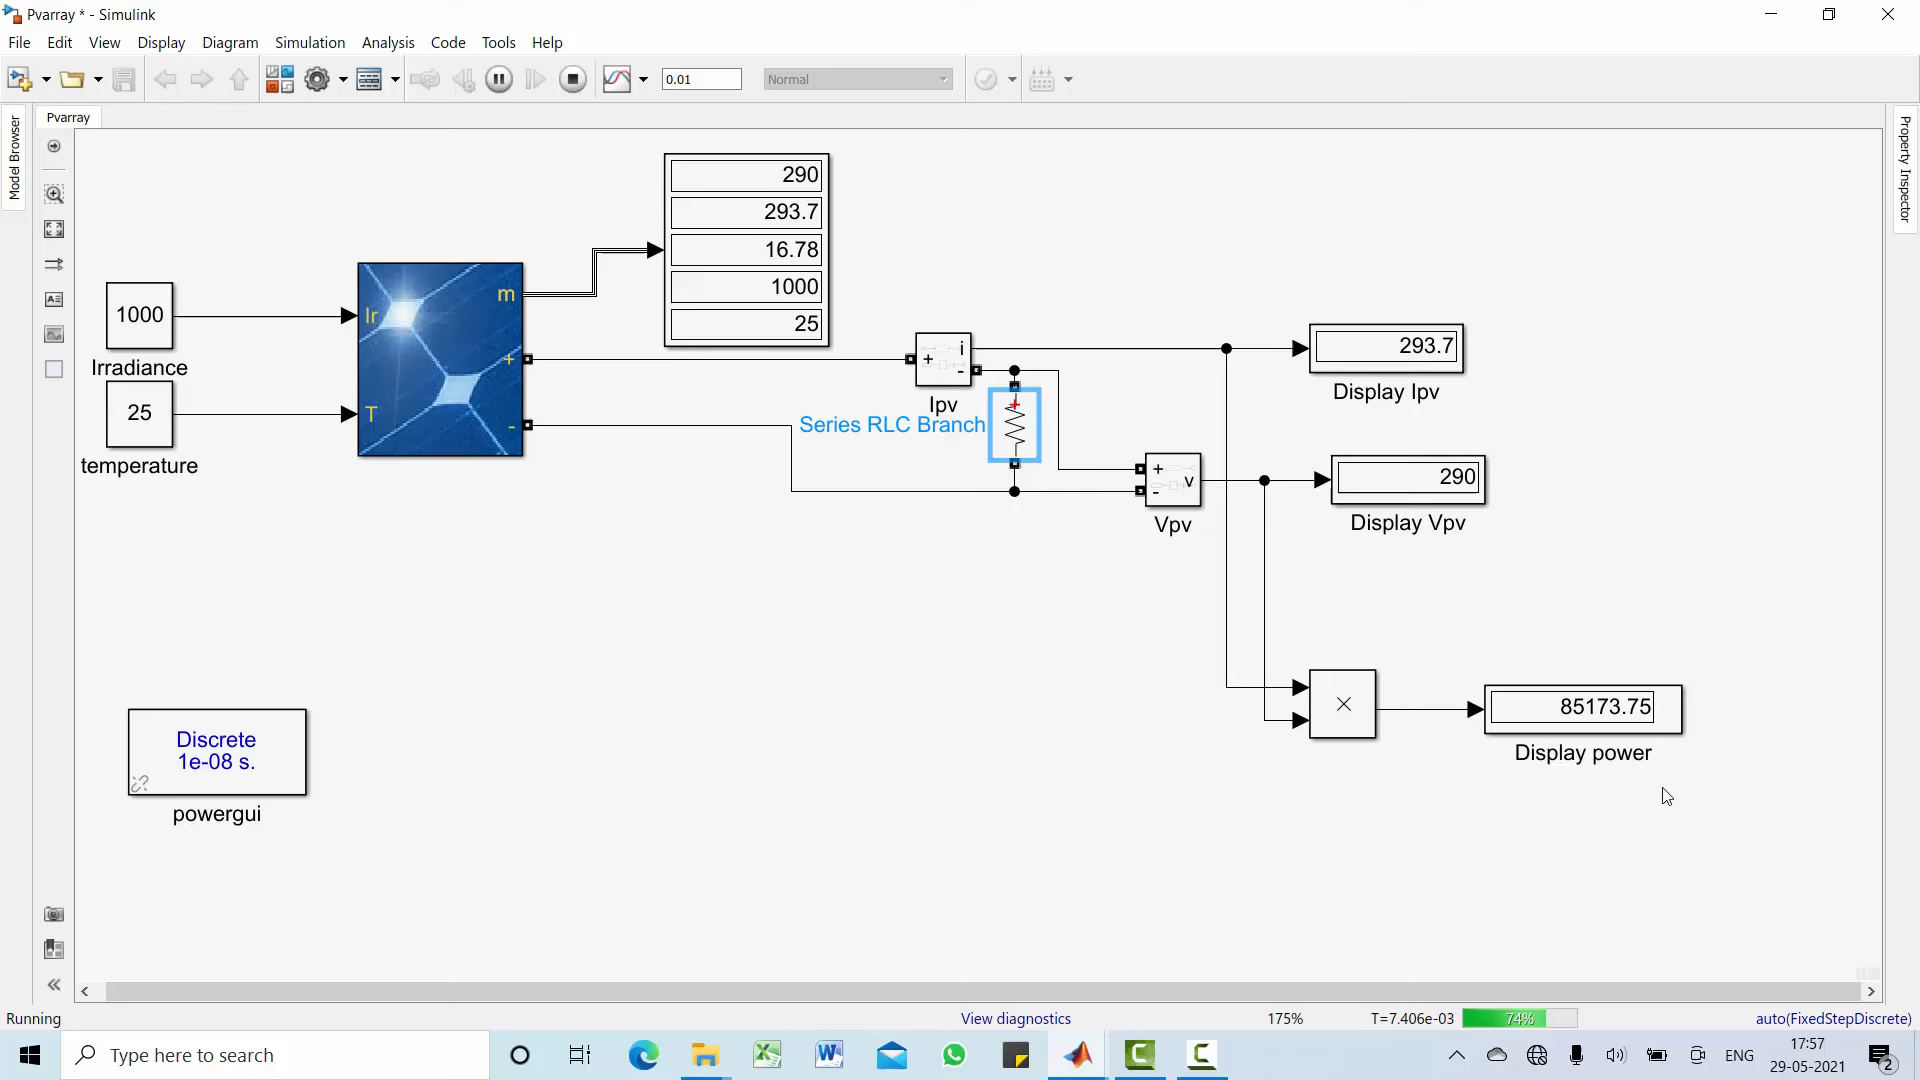 Pvarray * - Simulink
File Edit View Display Diagram Simulation Analysis Code Tools Help
0.01 Normal
Model Browser
Pvarray
Property Inspector
290
293.7
16.78
1000
25
1000
Irradiance
25
temperature
Ir
T
m
+
-
+
i
-
Ipv
Series RLC Branch
+
+
v
-
Vpv
293.7
Display Ipv
290
Display Vpv
×
85173.75
Display power
Discrete
1e-08 s.
powergui
Running View diagnostics 175% T=7.406e-03 74% auto(FixedStepDiscrete)
Type here to search
ENG
17:57
29-05-2021
2